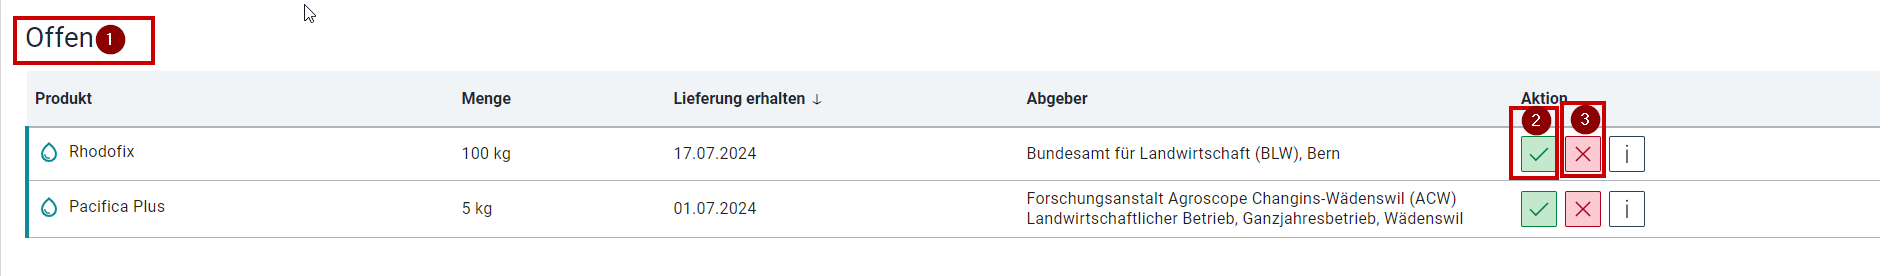 Offen 1
Produkt Menge Lieferung erhalten ↓ Abgeber Aktion
2 3
Rhodofix 100 kg 17.07.2024 Bundesamt für Landwirtschaft (BLW), Bern i
Pacifica Plus 5 kg 01.07.2024 Forschungsanstalt Agroscope Changins-Wädenswil (ACW) i
Landwirtschaftlicher Betrieb, Ganzjahresbetrieb, Wädenswil